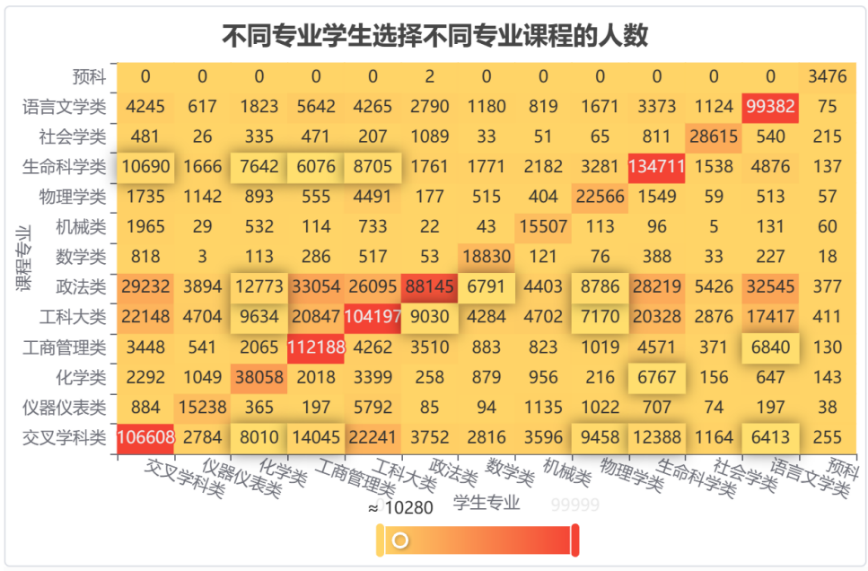 不同专业学生选择不同专业课程的人数
预科 0 0 0 0 0 2 0 0 0 0 0 0 3476
语言文学类 4245 617 1823 5642 4265 2790 1180 819 1671 3373 1124 99382 75
社会学类 481 26 335 471 207 1089 33 51 65 811 28615 540 215
生命科学类 10690 1666 7642 6076 8705 1761 1771 2182 3281 134711 1538 4876 137
物理学类 1735 1142 893 555 4491 177 515 404 22566 1549 59 513 57
机械类 1965 29 532 114 733 22 43 15507 113 96 5 131 60
数学类 818 3 113 286 517 53 18830 121 76 388 33 227 18
政法类 29232 3894 12773 33054 26095 88145 6791 4403 8786 28219 5426 32545 377
工科大类 22148 4704 9634 20847 104197 9030 4284 4702 7170 20328 2876 17417 411
工商管理类 3448 541 2065 112188 4262 3510 883 823 1019 4571 371 6840 130
化学类 2292 1049 38058 2018 3399 258 879 956 216 6767 156 647 143
仪器仪表类 884 15238 365 197 5792 85 94 1135 1022 707 74 197 38
交叉学科类 106608 2784 8010 14045 22241 3752 2816 3596 9458 12388 1164 6413 255
课程专业
交叉学科类 仪器仪表类 化学类 工商管理类 工科大类 政法类 数学类 机械类 物理学类 生命科学类 社会学类 语言文学类 预科
学生专业
≈ 10280 99999